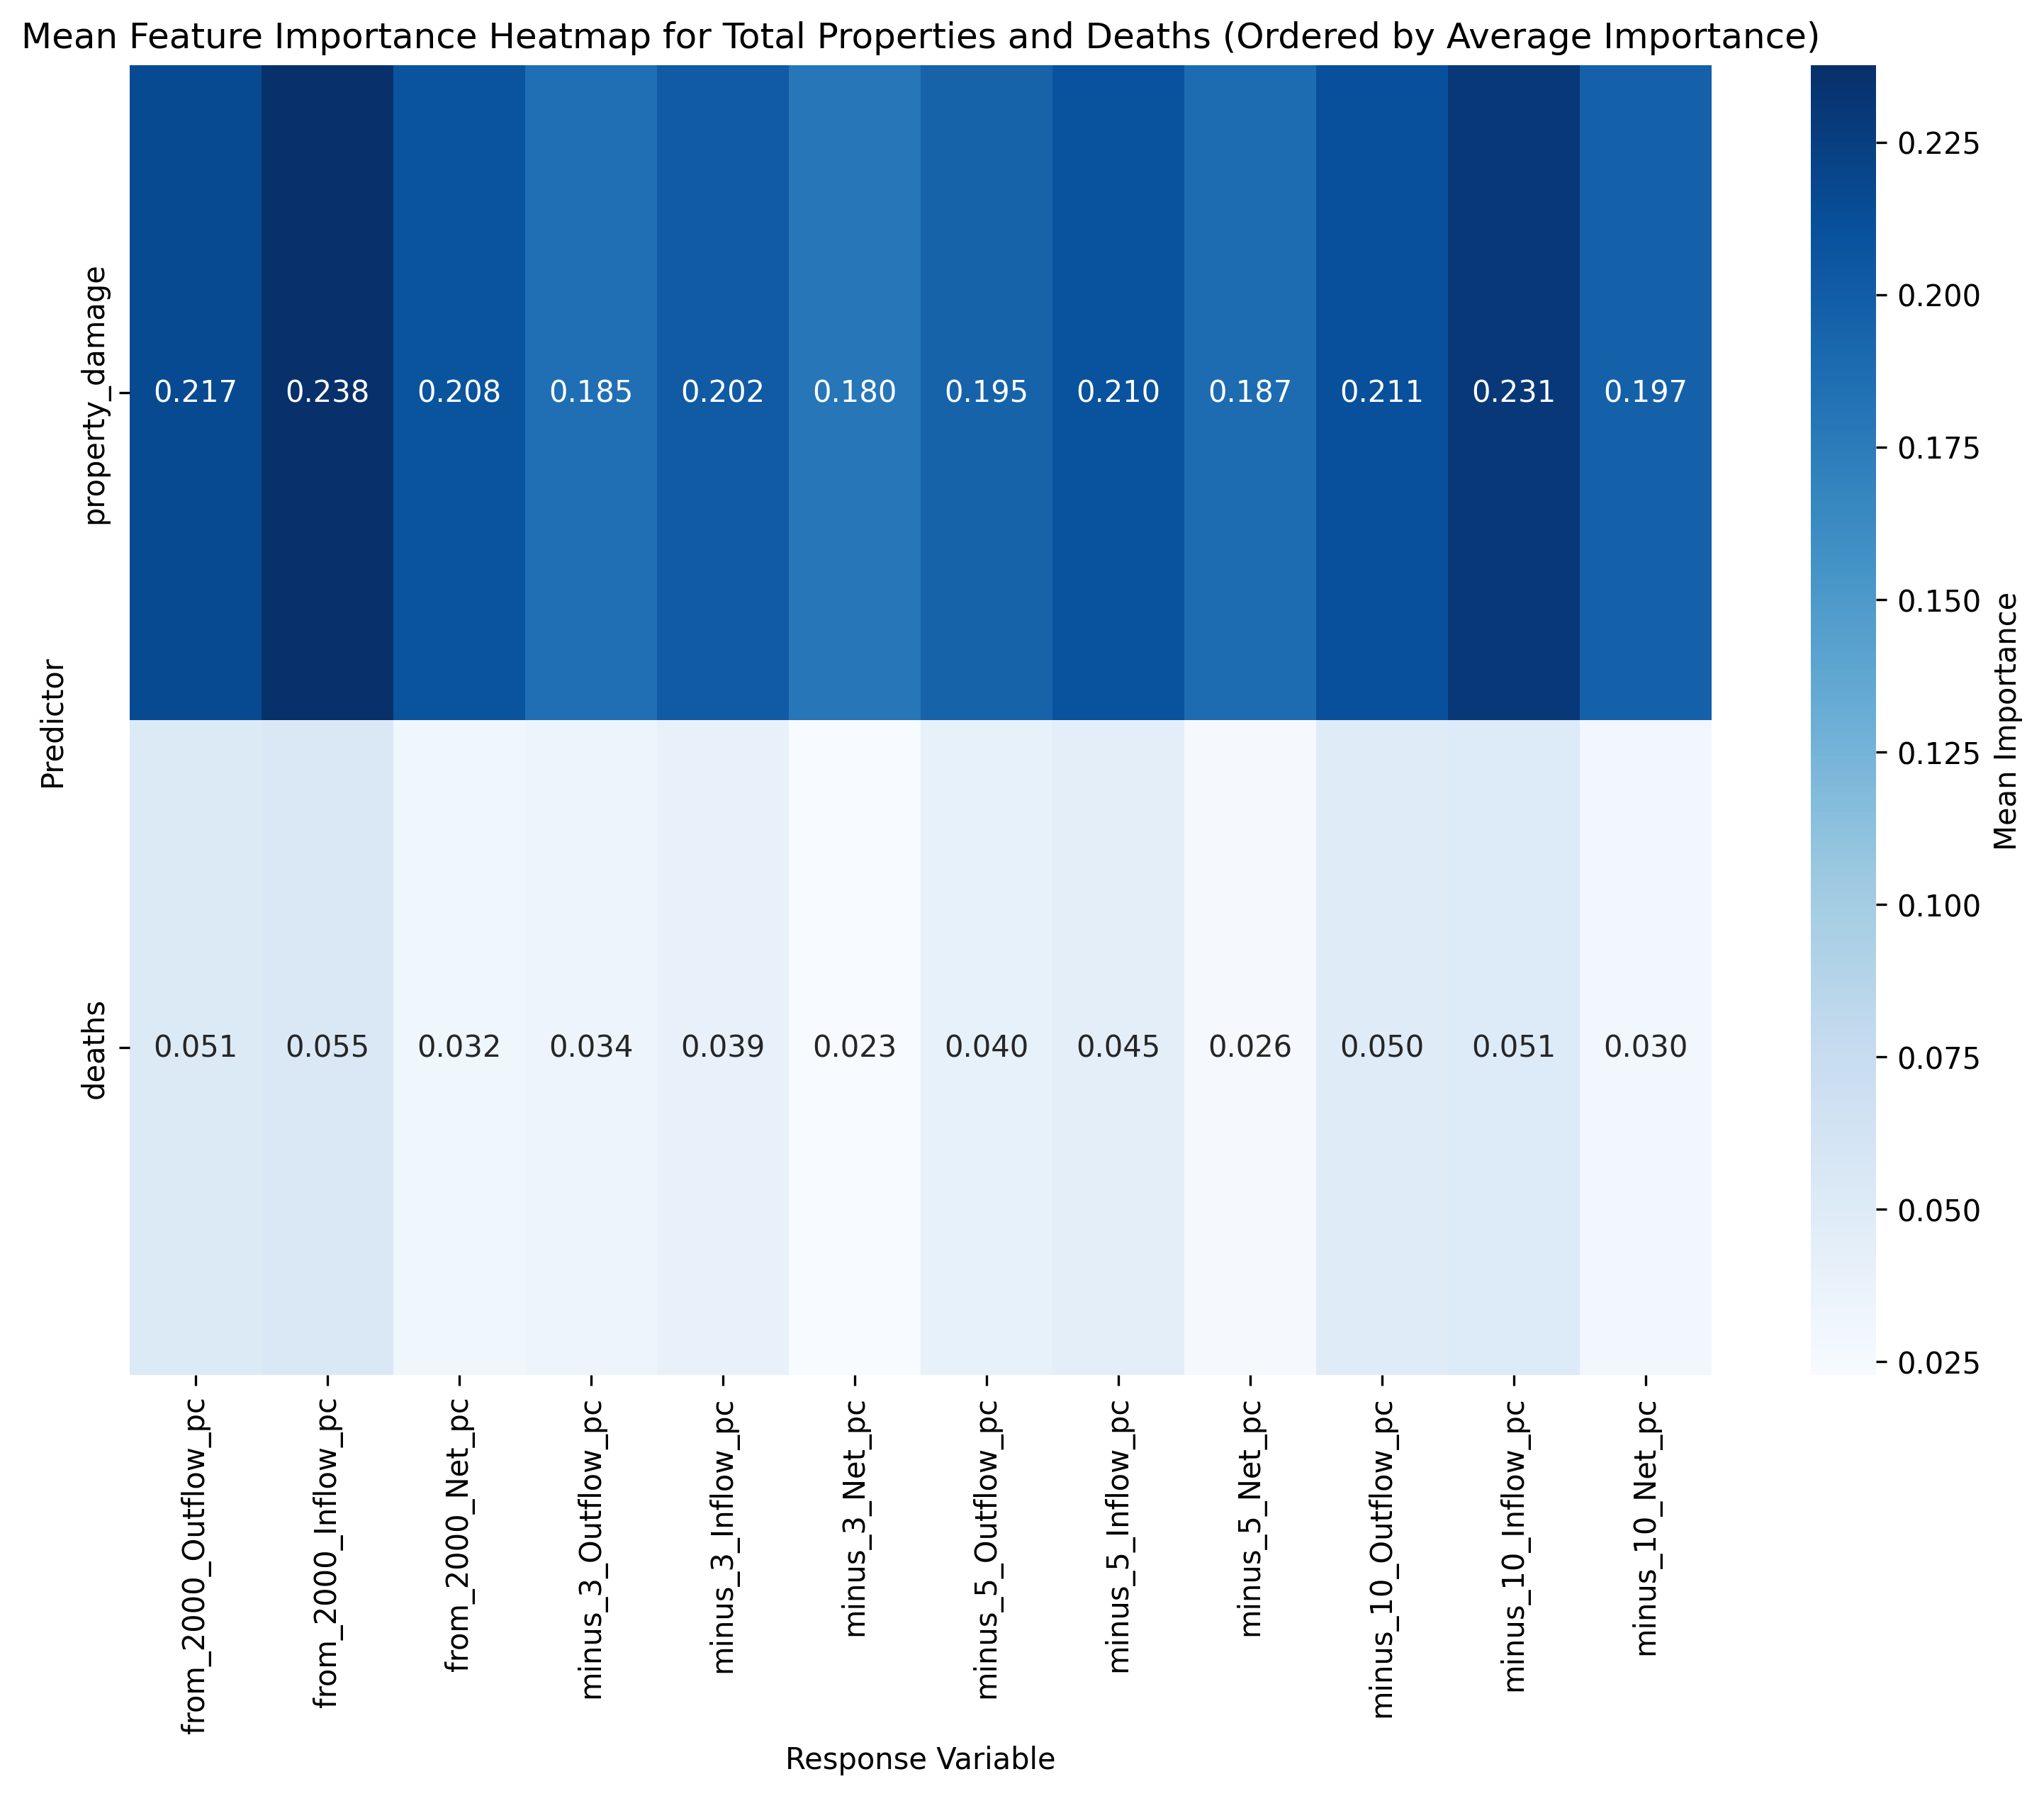 Mean Feature Importance Heatmap for Total Properties and Deaths (Ordered by Average Importance)
Predictor
property_damage
0.217 0.238 0.208 0.185 0.202 0.180 0.195 0.210 0.187 0.211 0.231 0.197
deaths
0.051 0.055 0.032 0.034 0.039 0.023 0.040 0.045 0.026 0.050 0.051 0.030
from_2000_Outflow_pc
from_2000_Inflow_pc
from_2000_Net_pc
minus_3_Outflow_pc
minus_3_Inflow_pc
minus_3_Net_pc
minus_5_Outflow_pc
minus_5_Inflow_pc
minus_5_Net_pc
minus_10_Outflow_pc
minus_10_Inflow_pc
minus_10_Net_pc
Response Variable
0.225
0.200
0.175
0.150
0.125
0.100
0.075
0.050
0.025
Mean Importance